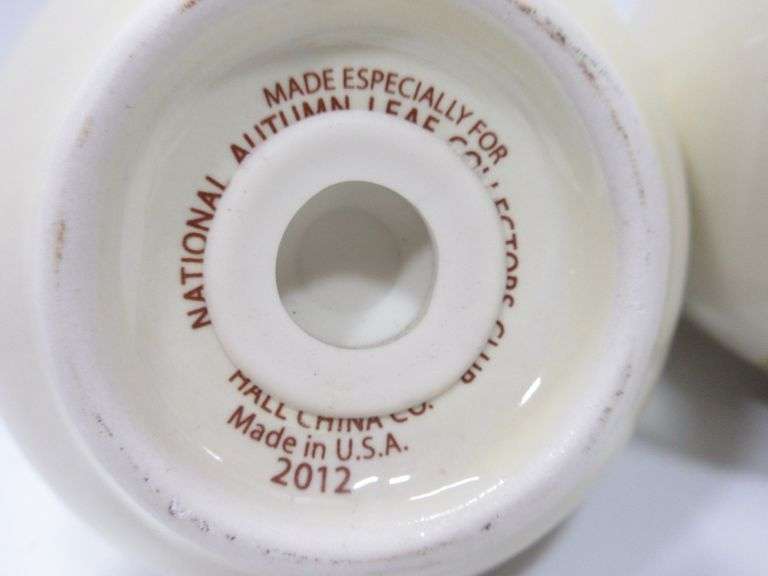 MADE ESPECIALLY FOR
NATIONAL AUTUMN LEAF COLLECTORS CLUB
HALL CHINA CO.
Made in U.S.A.
2012